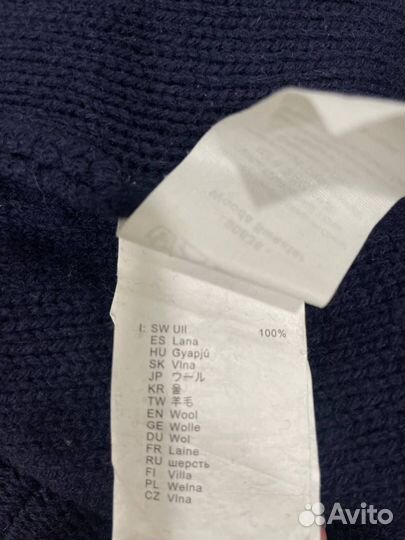 I: SW Ull 100%
ES Lana
HU Gyapjú
SK Vlna
JP ウール
KR 울
TW 羊毛
EN Wool
GE Wolle
DU Wol
FR Laine
RU шерсть
FI Villa
PL Welna
CZ Vlna
Avito